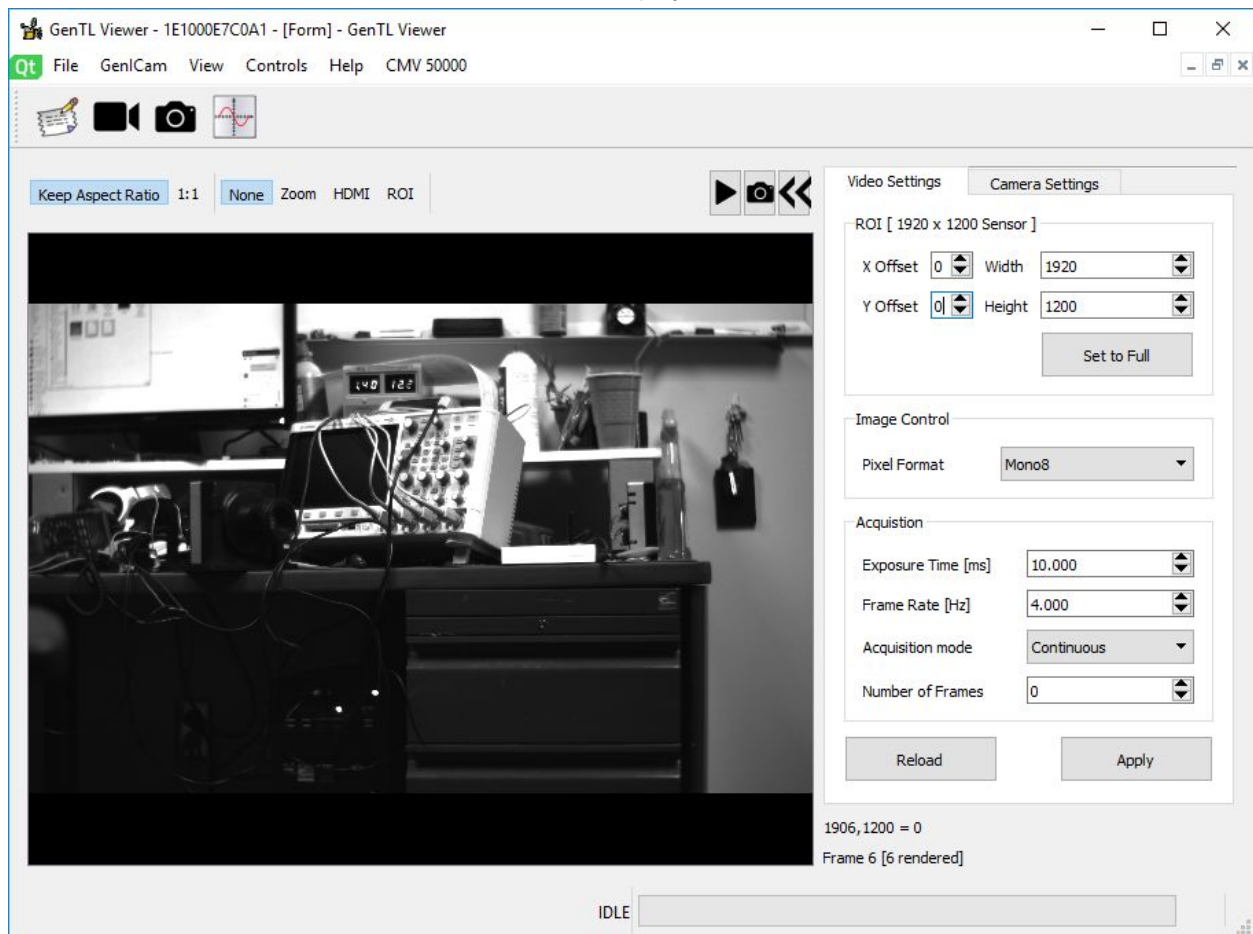 GenTL Viewer - 1E1000E7C0A1 - [Form] - GenTL Viewer
Qt File GenICam View Controls Help CMV 50000
Keep Aspect Ratio 1:1 None Zoom HDMI ROI
Video Settings Camera Settings
ROI [ 1920 x 1200 Sensor ]
X Offset 0 Width 1920
Y Offset 0 Height 1200
Set to Full
Image Control
Pixel Format Mono8
Acquistion
Exposure Time [ms] 10.000
Frame Rate [Hz] 4.000
Acquisition mode Continuous
Number of Frames 0
Reload Apply
1906,1200 = 0
Frame 6 [6 rendered]
IDLE